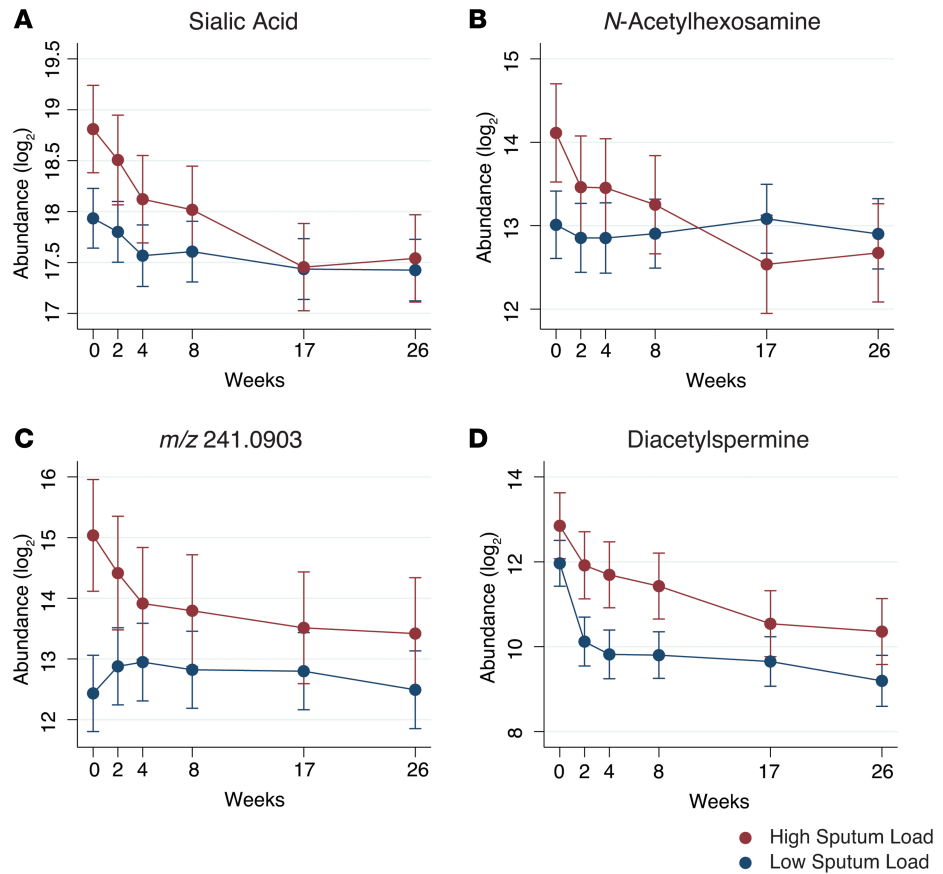 A Sialic Acid
Abundance (log2)
19.5
19
18.5
18
17.5
17
0 2 4 8 17 26
Weeks
B N-Acetylhexosamine
Abundance (log2)
15
14
13
12
0 2 4 8 17 26
Weeks
C m/z 241.0903
Abundance (log2)
16
15
14
13
12
0 2 4 8 17 26
Weeks
D Diacetylspermine
Abundance (log2)
14
12
10
8
0 2 4 8 17 26
Weeks
High Sputum Load
Low Sputum Load